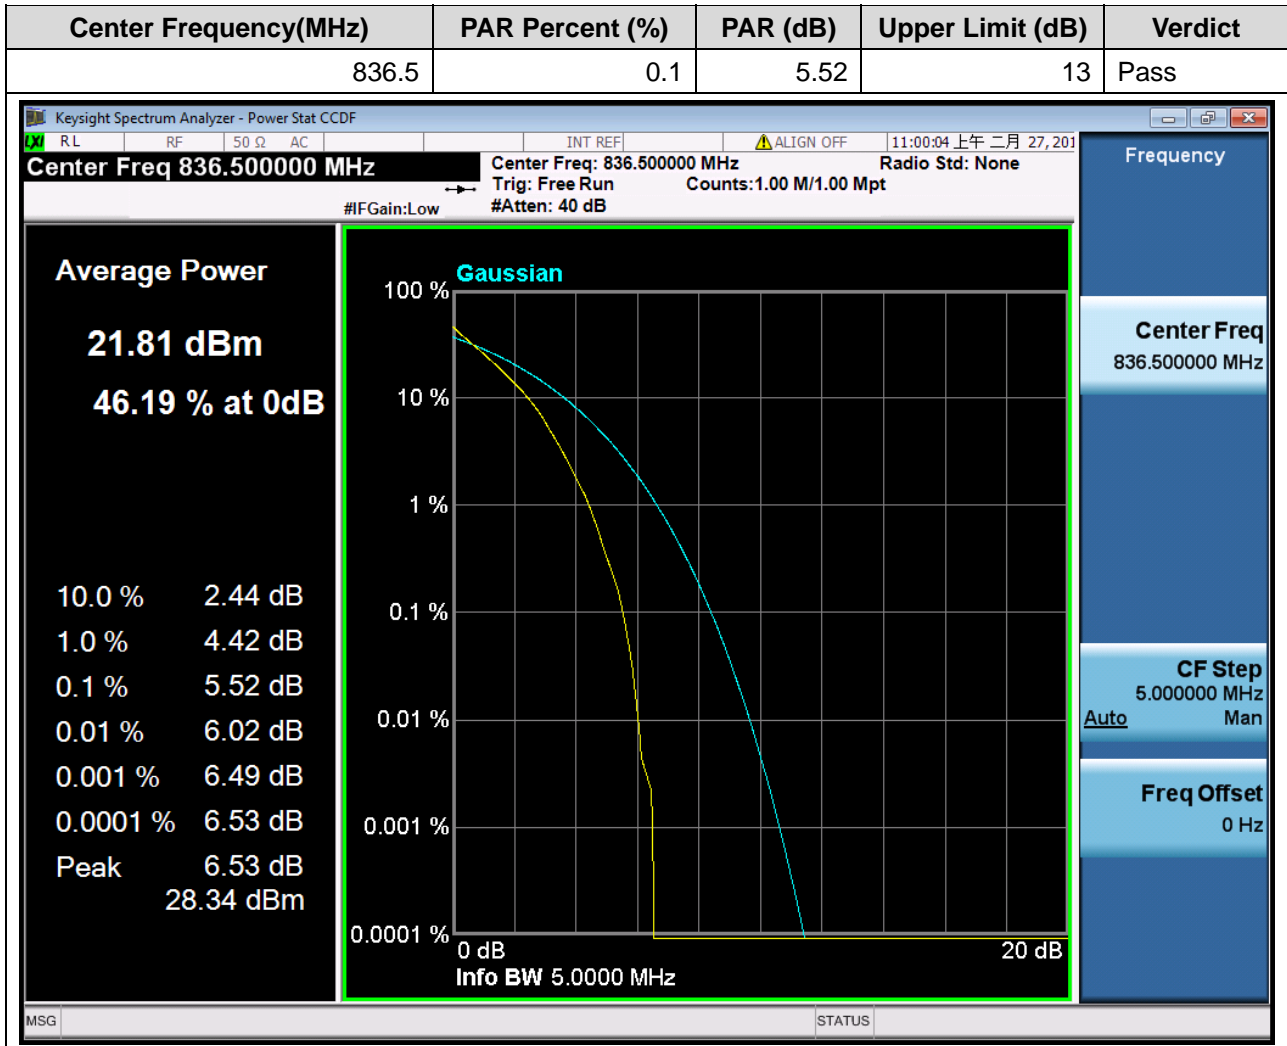 Center Frequency(MHz) PAR Percent (%) PAR (dB) Upper Limit (dB) Verdict
836.5 0.1 5.52 13 Pass
Keysight Spectrum Analyzer - Power Stat CCDF
LXI RL RF 50 Ω AC INT REF ALIGN OFF 11:00:04 上午 二月 27, 201
Center Freq 836.500000 MHz
Center Freq: 836.500000 MHz Radio Std: None
Trig: Free Run Counts:1.00 M/1.00 Mpt
#IFGain:Low #Atten: 40 dB
Average Power
21.81 dBm
46.19 % at 0dB
10.0 % 2.44 dB
1.0 % 4.42 dB
0.1 % 5.52 dB
0.01 % 6.02 dB
0.001 % 6.49 dB
0.0001 % 6.53 dB
Peak 6.53 dB
28.34 dBm
Gaussian
100 %
10 %
1 %
0.1 %
0.01 %
0.001 %
0.0001 %
0 dB 20 dB
Info BW 5.0000 MHz
Frequency
Center Freq
836.500000 MHz
CF Step
5.000000 MHz
Auto Man
Freq Offset
0 Hz
MSG STATUS